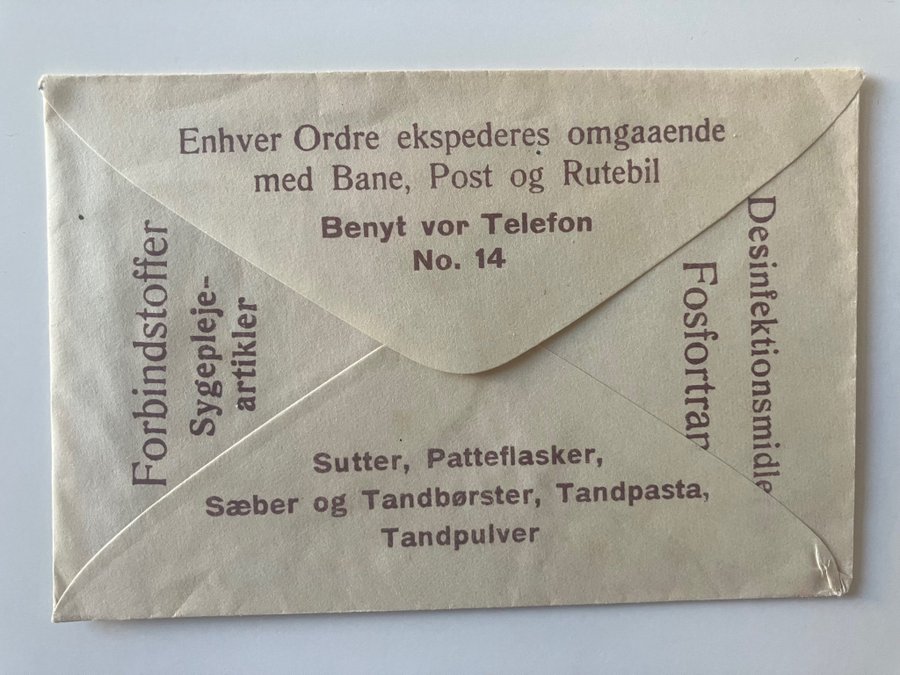 Enhver Ordre ekspederes omgaaende
med Bane, Post og Rutebil
Benyt vor Telefon
No. 14
Forbindstoffer
Sygepleje-
artikler
Desinfektionsmidle
Fosfortran
Sutter, Patteflasker,
Sæber og Tandbørster, Tandpasta,
Tandpulver